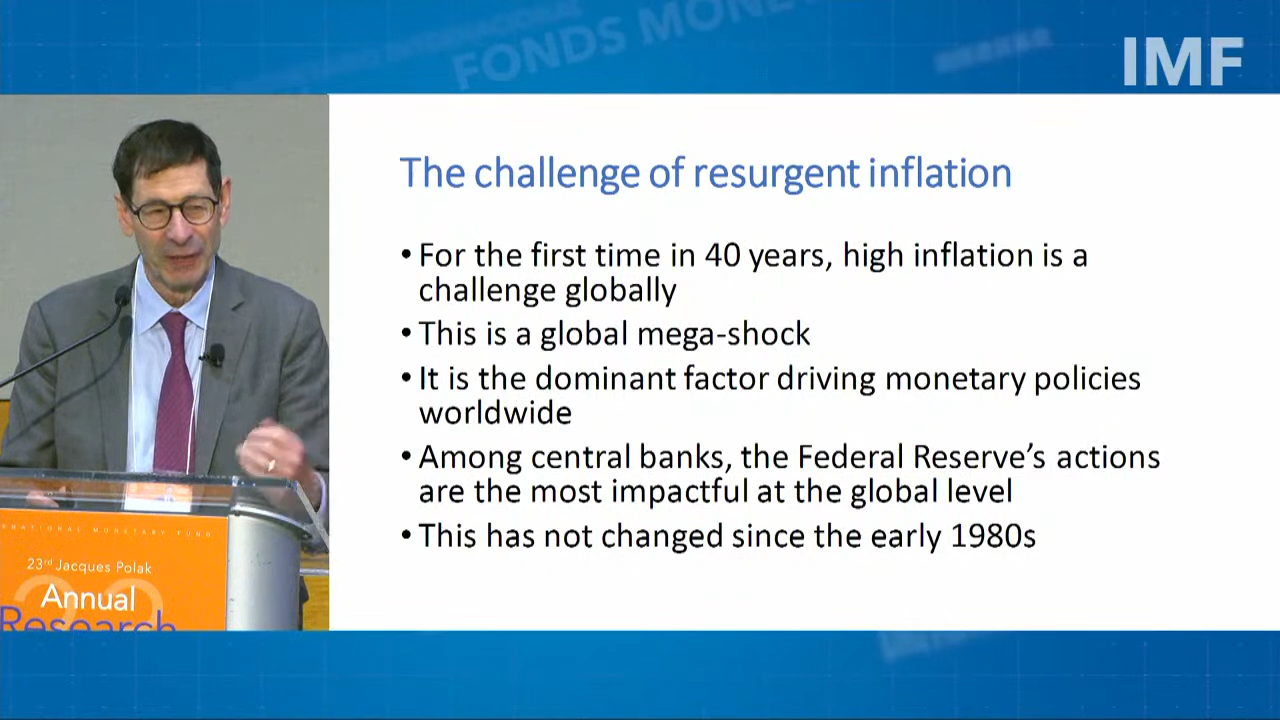 FONDS MON
IMF
The challenge of resurgent inflation
•For the first time in 40 years, high inflation is a
challenge globally
•This is a global mega-shock
•It is the dominant factor driving monetary policies
worldwide
•Among central banks, the Federal Reserve’s actions
are the most impactful at the global level
•This has not changed since the early 1980s
MONETARY FUND
23rd Jacques Polak
Annual
Research